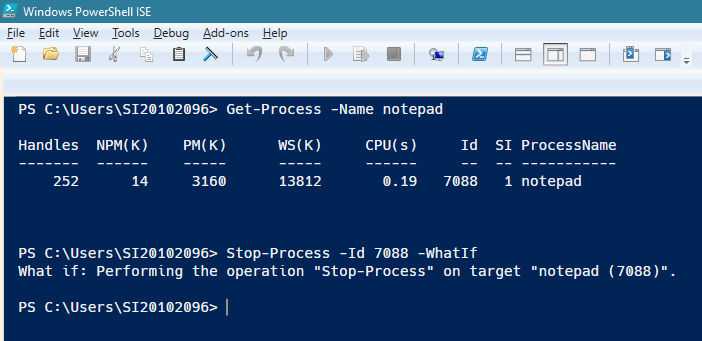 Windows PowerShell ISE
File Edit View Tools Debug Add-ons Help
PS C:\Users\SI20102096> Get-Process -Name notepad
Handles NPM(K) PM(K) WS(K) CPU(s) Id SI ProcessName
------- ------ ----- ----- ------ -- -- -----------
252 14 3160 13812 0.19 7088 1 notepad
PS C:\Users\SI20102096> Stop-Process -Id 7088 -WhatIf
What if: Performing the operation "Stop-Process" on target "notepad (7088)".
PS C:\Users\SI20102096>